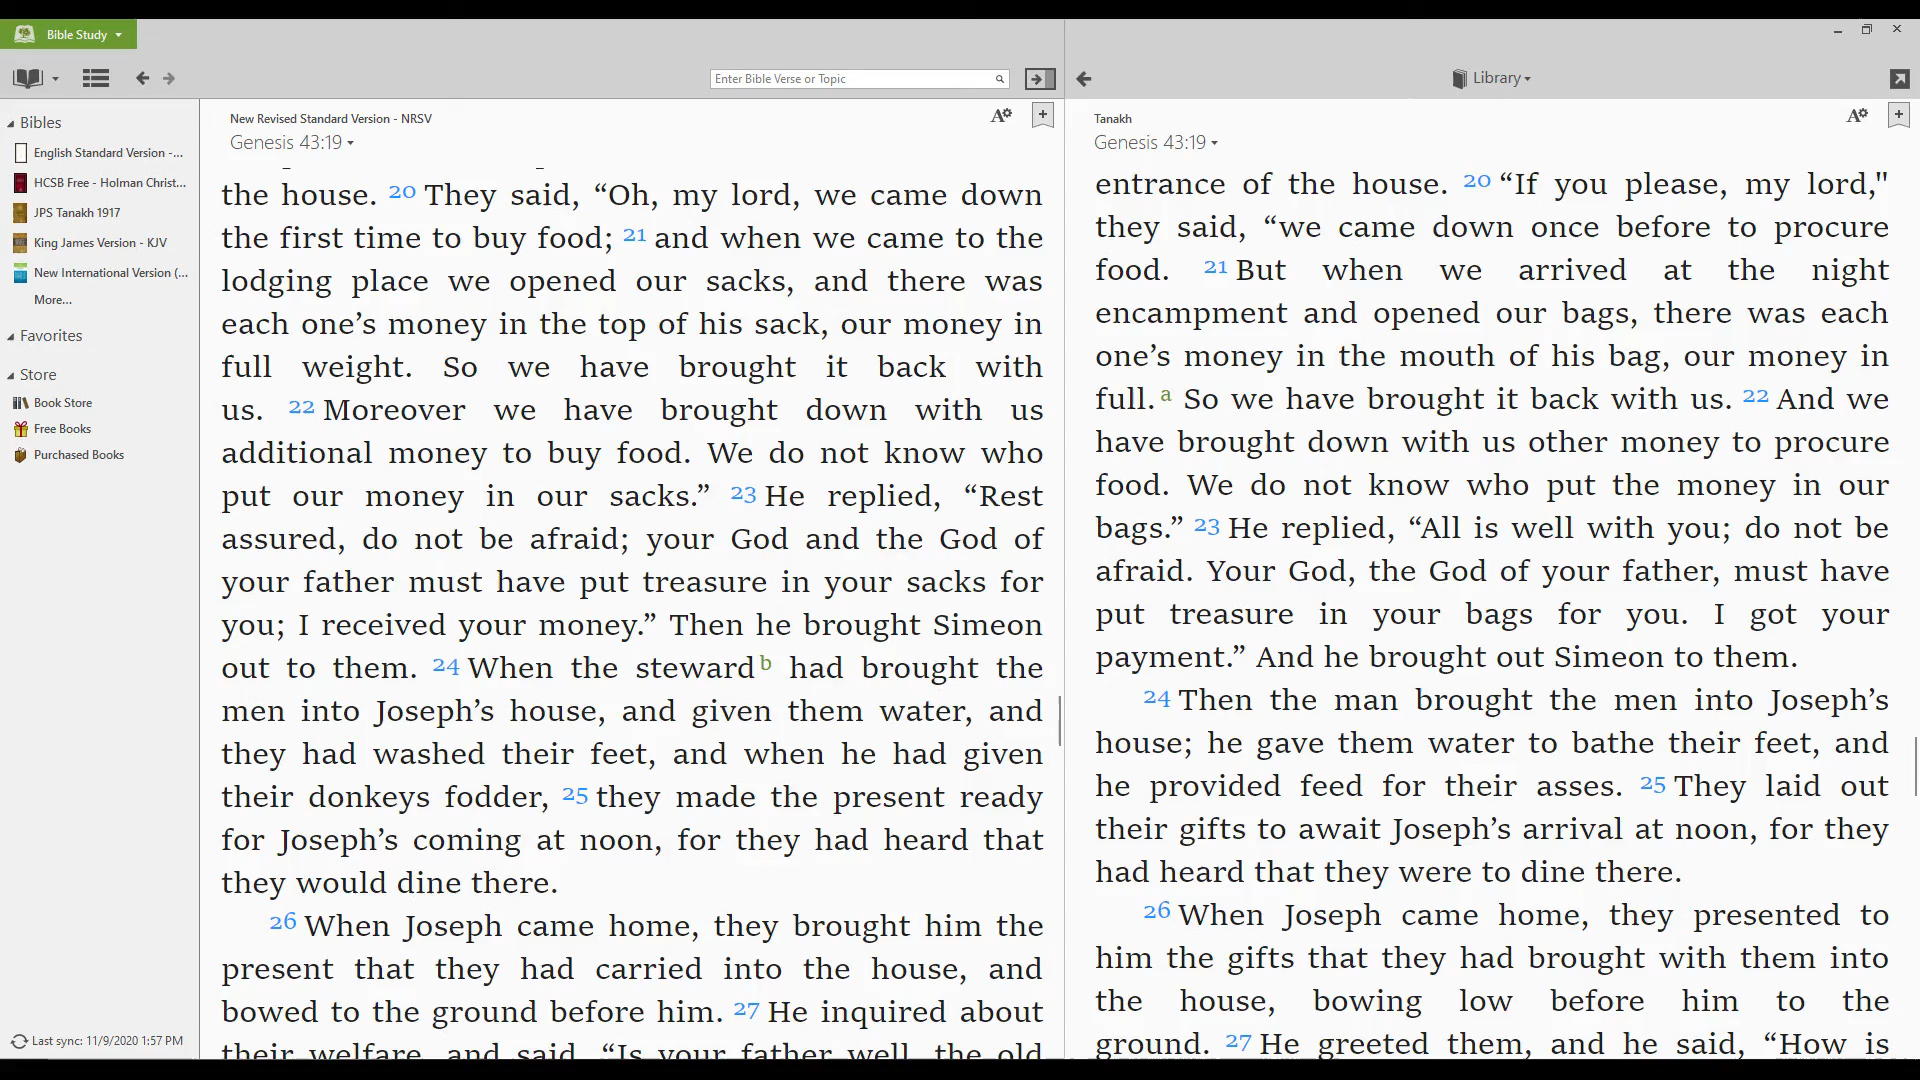 Bible Study
Enter Bible Verse or Topic
Library
Bibles
English Standard Version -...
HCSB Free - Holman Christ...
JPS Tanakh 1917
King James Version - KJV
New International Version (...
More...
Favorites
Store
Book Store
Free Books
Purchased Books
Last sync: 11/9/2020 1:57 PM
New Revised Standard Version - NRSV
Genesis 43:19
the house. 20 They said, “Oh, my lord, we came down
the first time to buy food; 21 and when we came to the
lodging place we opened our sacks, and there was
each one’s money in the top of his sack, our money in
full weight. So we have brought it back with
us. 22 Moreover we have brought down with us
additional money to buy food. We do not know who
put our money in our sacks.” 23 He replied, “Rest
assured, do not be afraid; your God and the God of
your father must have put treasure in your sacks for
you; I received your money.” Then he brought Simeon
out to them. 24 When the steward b had brought the
men into Joseph’s house, and given them water, and
they had washed their feet, and when he had given
their donkeys fodder, 25 they made the present ready
for Joseph’s coming at noon, for they had heard that
they would dine there.
26 When Joseph came home, they brought him the
present that they had carried into the house, and
bowed to the ground before him. 27 He inquired about
their welfare, and said, “Is your father well, the old
Tanakh
Genesis 43:19
entrance of the house. 20 “If you please, my lord,"
they said, “we came down once before to procure
food. 21 But when we arrived at the night
encampment and opened our bags, there was each
one’s money in the mouth of his bag, our money in
full. a So we have brought it back with us. 22 And we
have brought down with us other money to procure
food. We do not know who put the money in our
bags.” 23 He replied, “All is well with you; do not be
afraid. Your God, the God of your father, must have
put treasure in your bags for you. I got your
payment.” And he brought out Simeon to them.
24 Then the man brought the men into Joseph’s
house; he gave them water to bathe their feet, and
he provided feed for their asses. 25 They laid out
their gifts to await Joseph’s arrival at noon, for they
had heard that they were to dine there.
26 When Joseph came home, they presented to
him the gifts that they had brought with them into
the house, bowing low before him to the
ground. 27 He greeted them, and he said, “How is